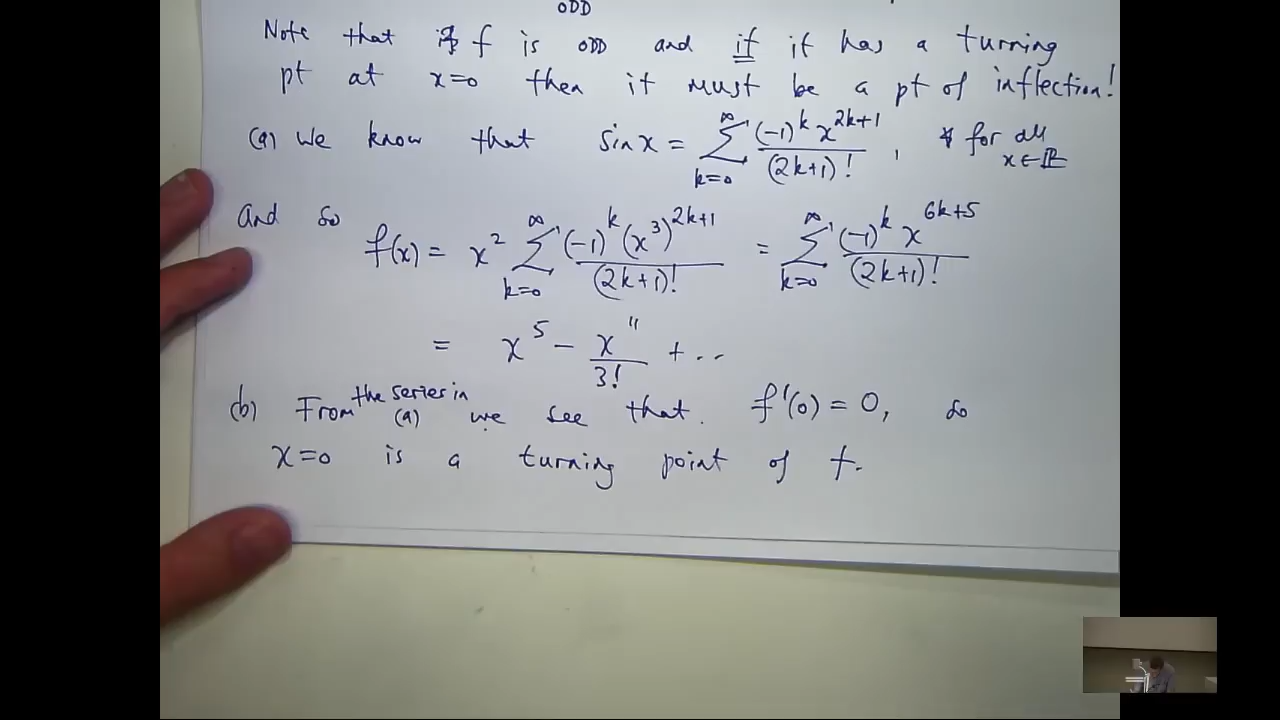 ODD
Note that if f is ODD and if it has a turning
pt at x=0 then it must be a pt of inflection!
(a) We know that sin x = ∑_{k=0}^{∞} (-1)^k x^{2k+1} / (2k+1)! , for all x∈ℝ
And so f(x) = x^2 ∑_{k=0}^{∞} (-1)^k (x^3)^{2k+1} / (2k+1)! = ∑_{k=0}^{∞} (-1)^k x^{6k+5} / (2k+1)!
= x^5 - x^{11} / 3! + ...
(b) From the series in (a) we see that. f'(0) = 0, so
x=0 is a turning point of f.